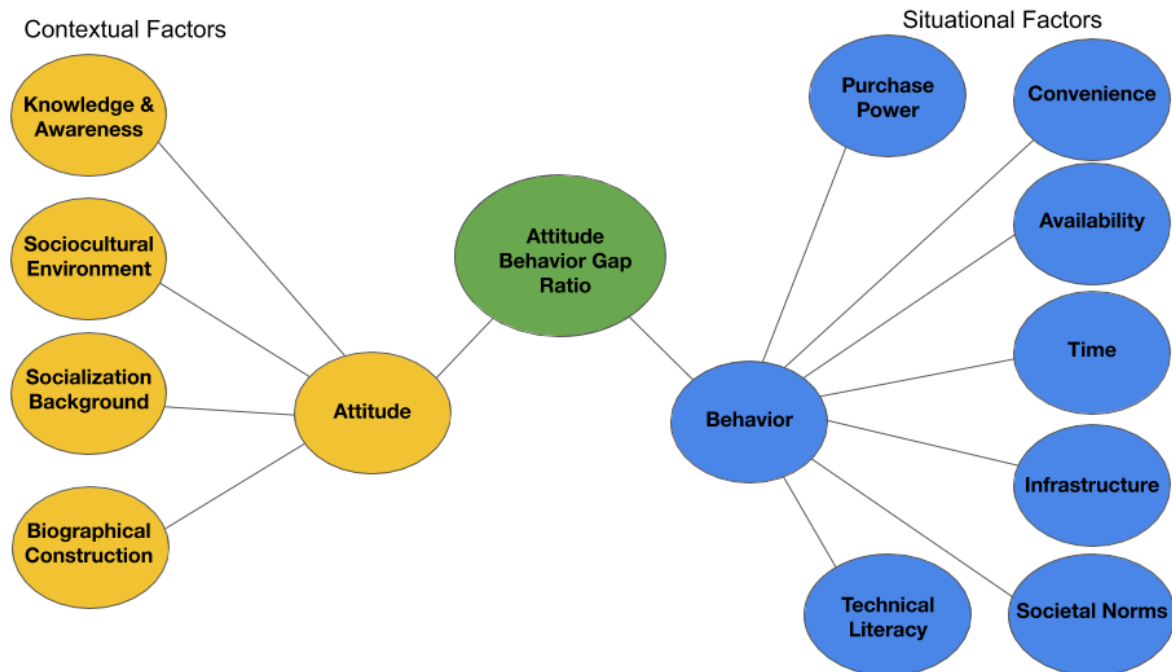 Contextual Factors
Situational Factors
Knowledge &
Awareness
Sociocultural
Environment
Socialization
Background
Biographical
Construction
Attitude
Attitude
Behavior Gap
Ratio
Behavior
Purchase
Power
Convenience
Availability
Time
Infrastructure
Societal Norms
Technical
Literacy